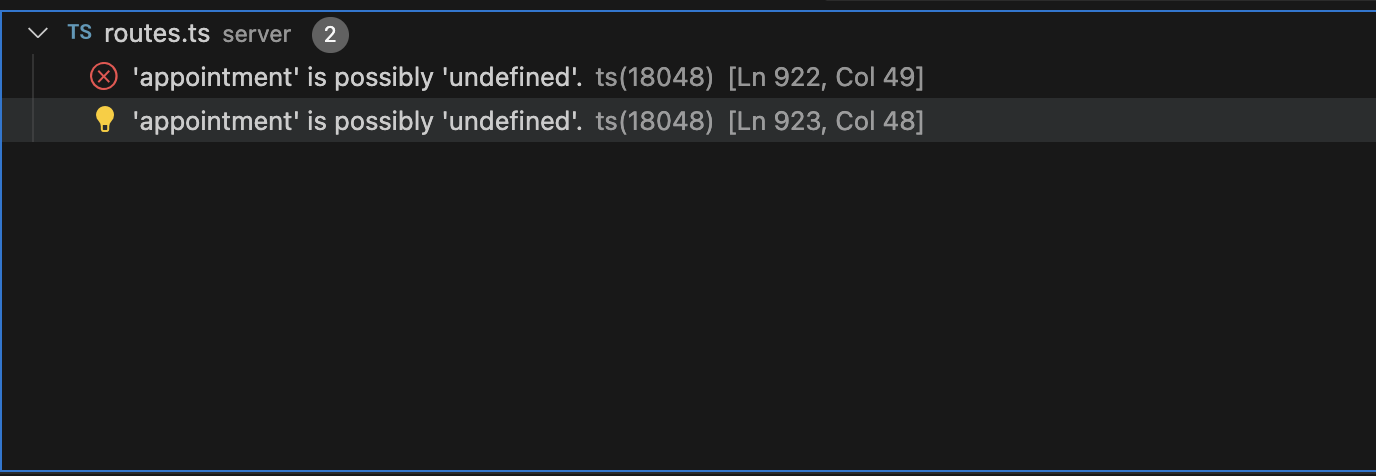 TS routes.ts server 2
'appointment' is possibly 'undefined'. ts(18048) [Ln 922, Col 49]
'appointment' is possibly 'undefined'. ts(18048) [Ln 923, Col 48]